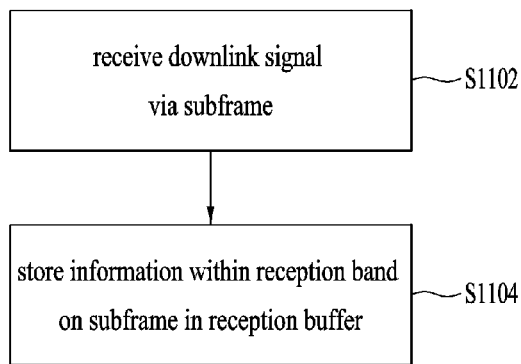 receive downlink signal
via subframe
S1102
store information within reception band
on subframe in reception buffer
S1104